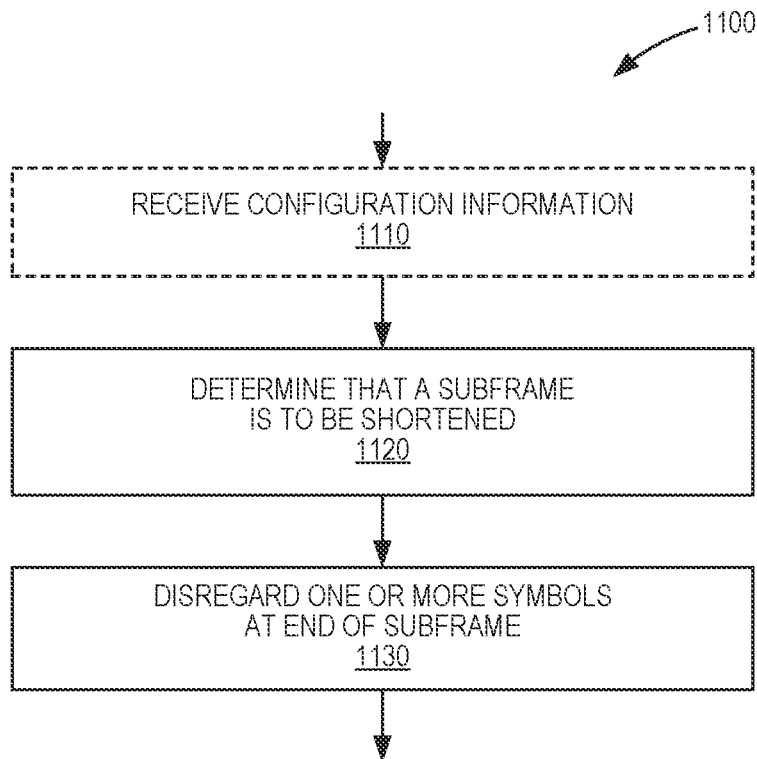 1100
RECEIVE CONFIGURATION INFORMATION
1110
DETERMINE THAT A SUBFRAME
IS TO BE SHORTENED
1120
DISREGARD ONE OR MORE SYMBOLS
AT END OF SUBFRAME
1130